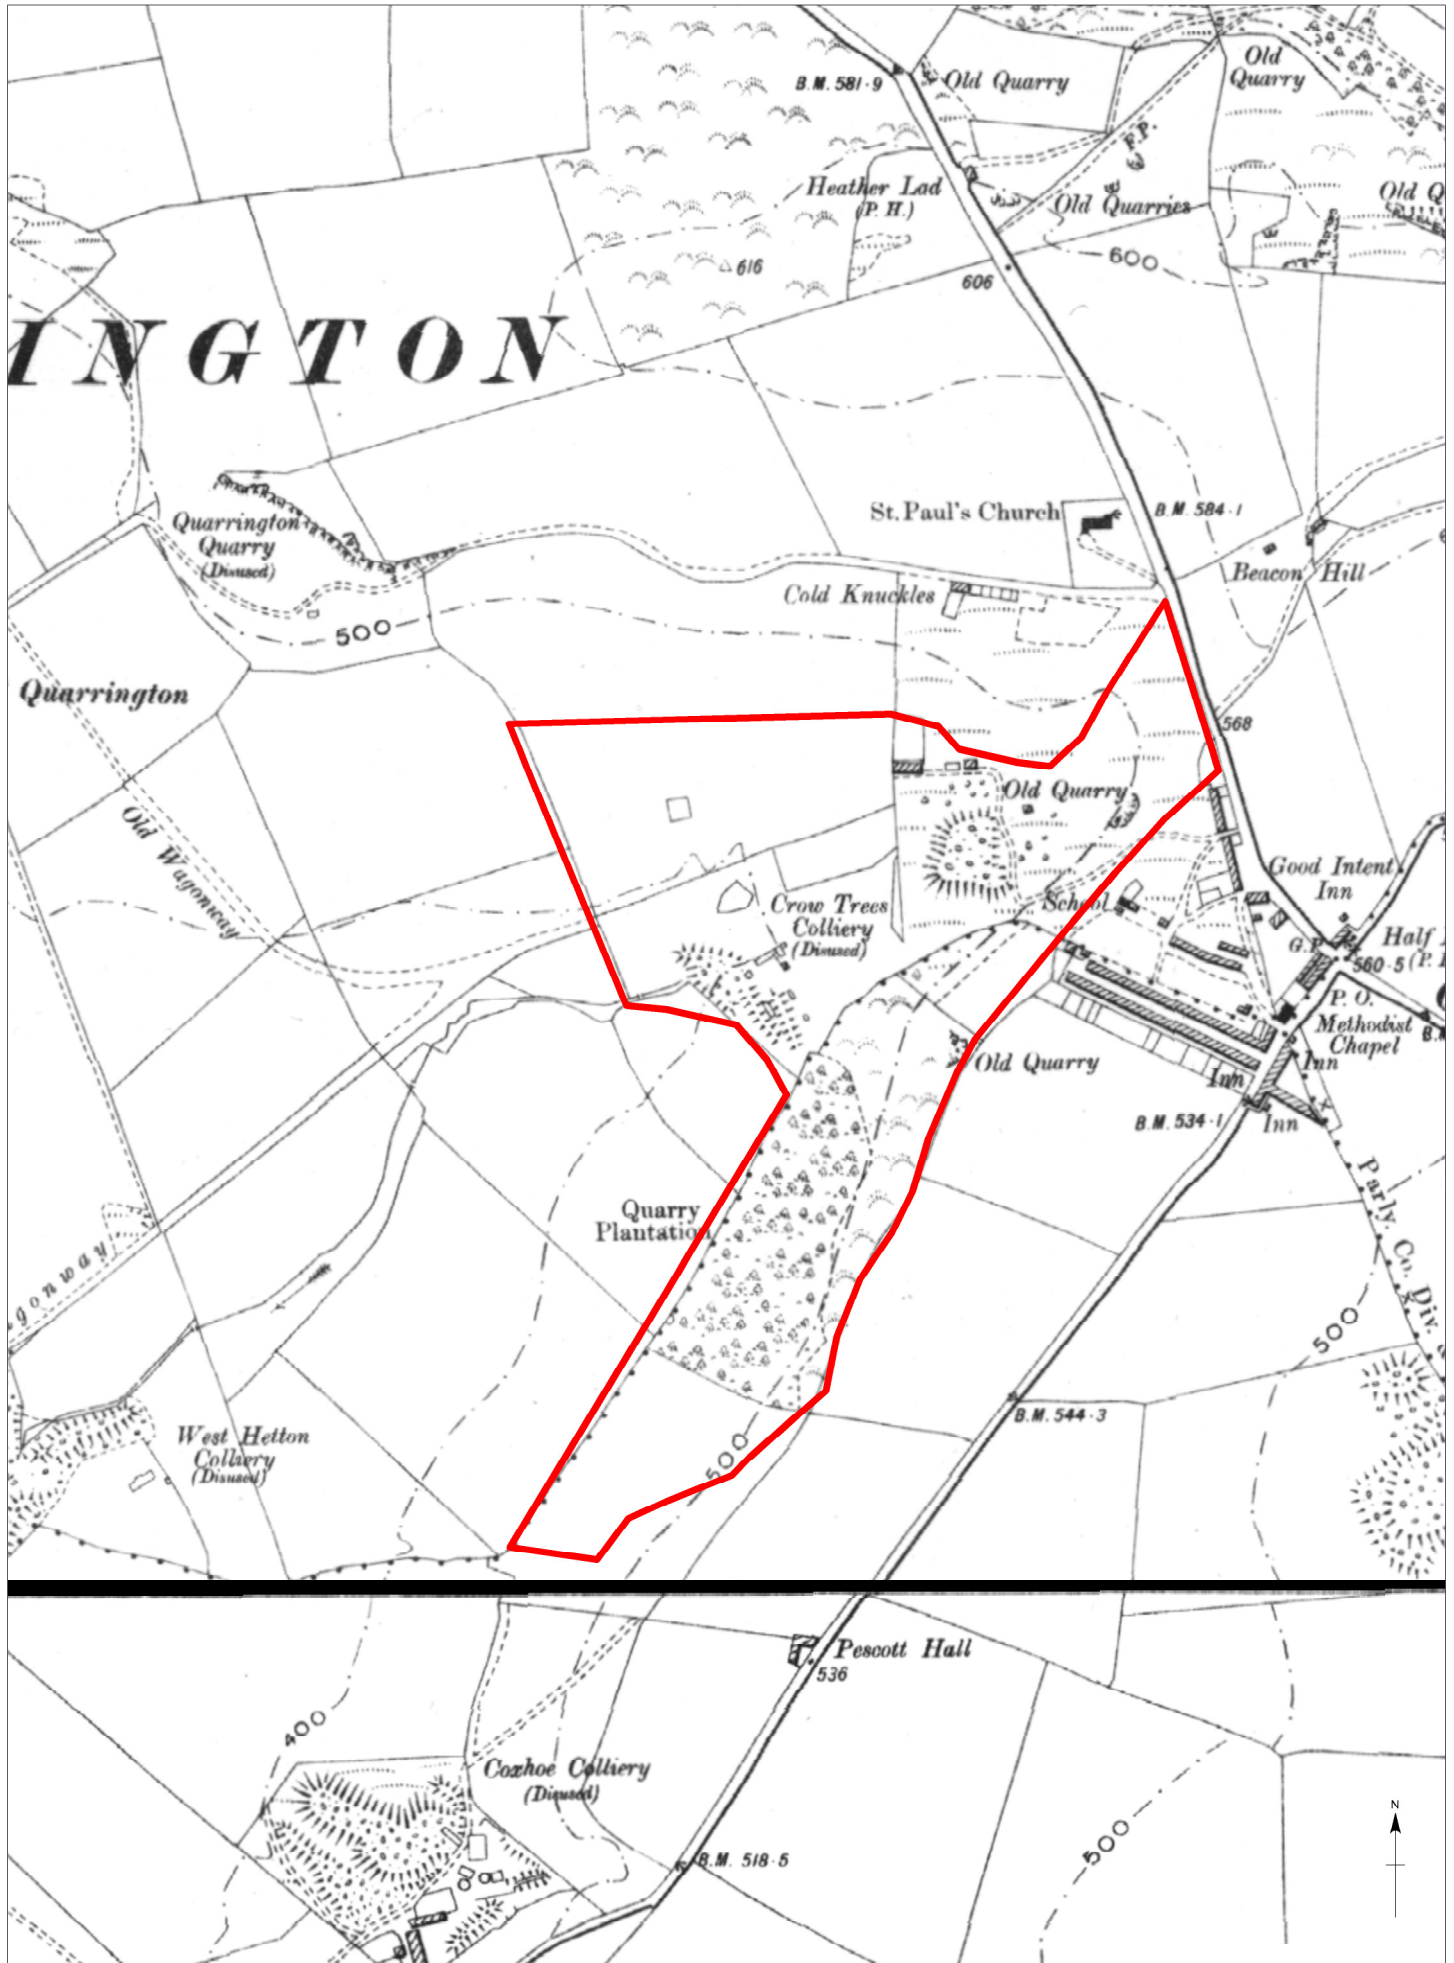 B.M. 581·9
Old Quarry
Old
Quarry
F.P.
Heather Lad
(P. H.)
Old Quarries
Old Q
616
600
606
INGTON
Quarrington
Quarry
(Disused)
St. Paul's Church
B.M. 584·1
Beacon Hill
Cold Knuckles
500
Quarrington
568
Old Quarry
Old Wagonway
Good Intent
Inn
Crow Trees
Colliery
(Disused)
School
G.P.
Half
560·5 (P.
P. O.
Methodist
Chapel
Old Quarry
Inn
Inn
B.M. 534·1
Inn
Quarry
Plantation
Parly. Co. Div.
gonway
500
B.M. 544·3
West Hetton
Colliery
(Disused)
500
Pescott Hall
536
400
Coxhoe Colliery
(Disused)
500
B.M. 518·5
N